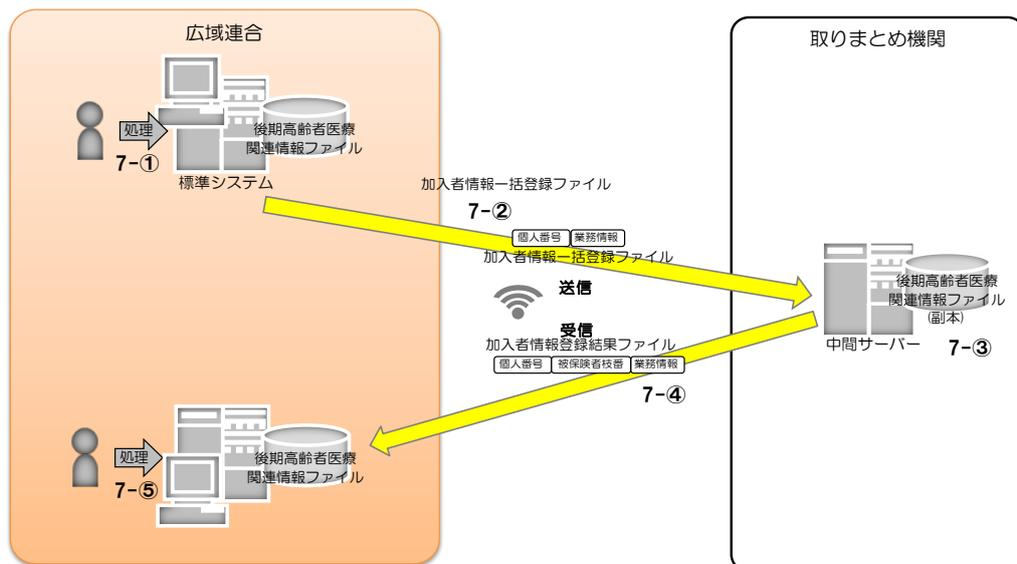 広域連合
処理
7-①
後期高齢者医療
関連情報ファイル
標準システム
加入者情報一括登録ファイル
7-②
個人番号 業務情報
加入者情報一括登録ファイル
送信
受信
加入者情報登録結果ファイル
個人番号 被保険者枝番 業務情報
7-④
処理
7-⑤
後期高齢者医療
関連情報ファイル
取りまとめ機関
後期高齢者医療
関連情報ファイル
(副本)
中間サーバー
7-③